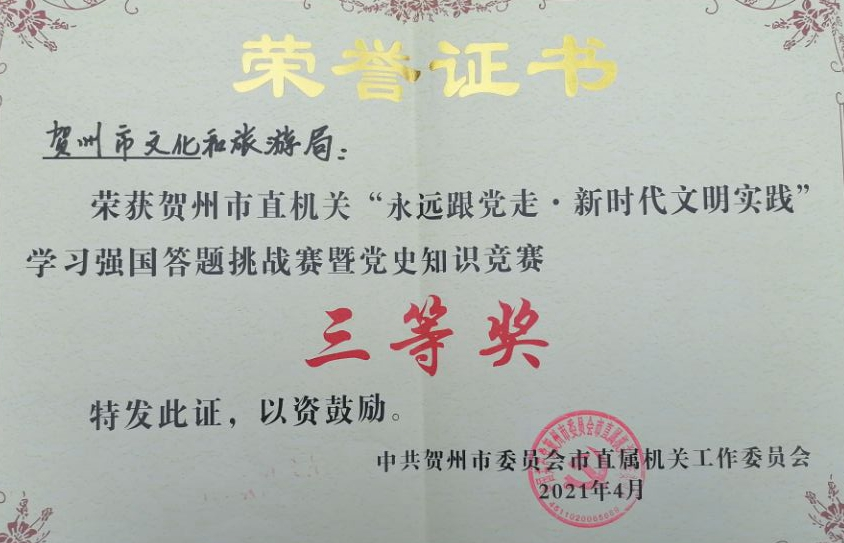 荣誉证书
贺州市文化和旅游局：
荣获贺州市直机关“永远跟党走·新时代文明实践”
学习强国答题挑战赛暨党史知识竞赛
三等奖
特发此证，以资鼓励。
中共贺州市委员会市直属机关工作委员会
2021年4月